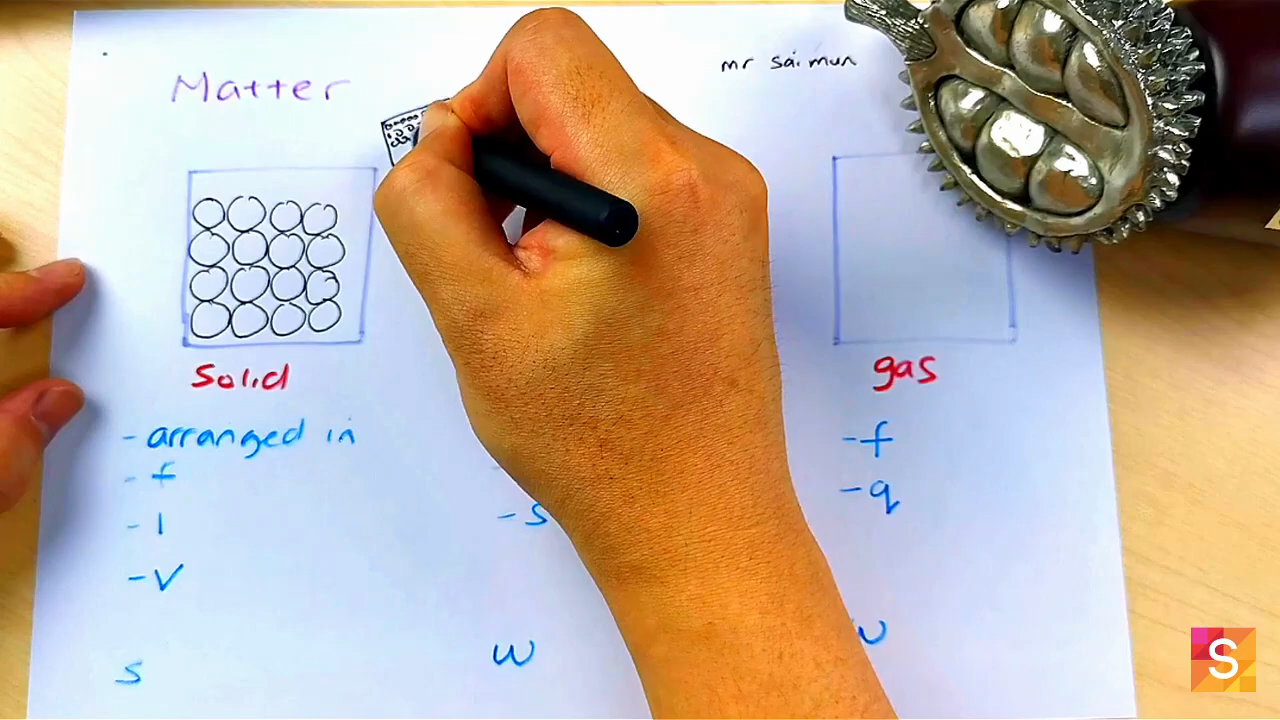 mr saimun
Matter
Solid
gas
- arranged in
- f
- l
- V
- s
- f
- q
s
w
w
S